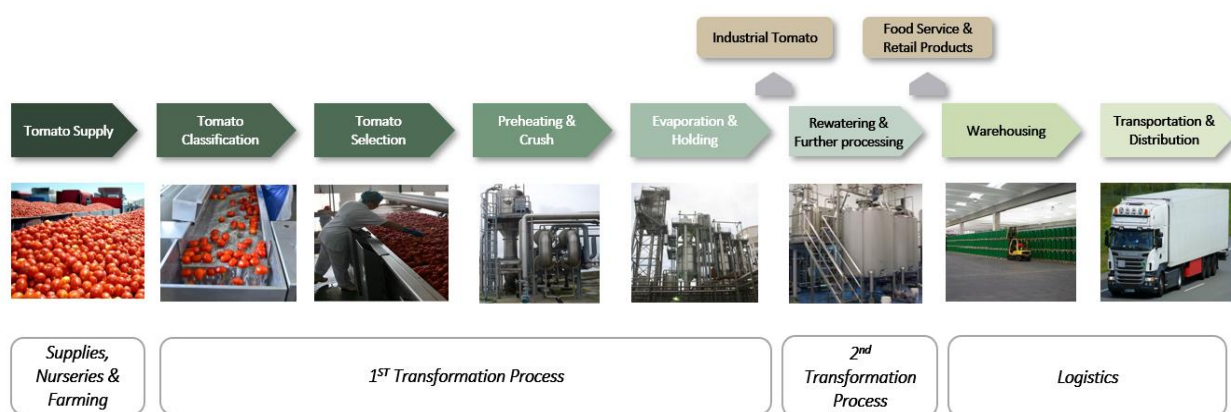 Industrial Tomato
Food Service &
Retail Products
Tomato Supply
Tomato
Classification
Tomato
Selection
Preheating &
Crush
Evaporation &
Holding
Rewatering &
Further processing
Warehousing
Transportation &
Distribution
Supplies,
Nurseries &
Farming
1ST Transformation Process
2nd
Transformation
Process
Logistics